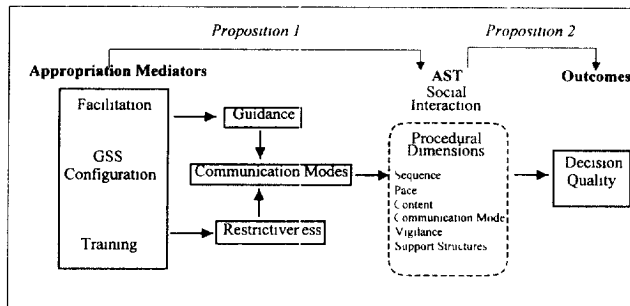 Proposition 1
Proposition 2
Appropriation Mediators
AST
Social
Interaction
Outcomes
Facilitation
GSS
Configuration
Training
Guidance
Communication Modes
Restrictiveress
Procedural
Dimensions
Sequence
Pace
Content
Communication Mode
Vigilance
Support Structures
Decision
Quality